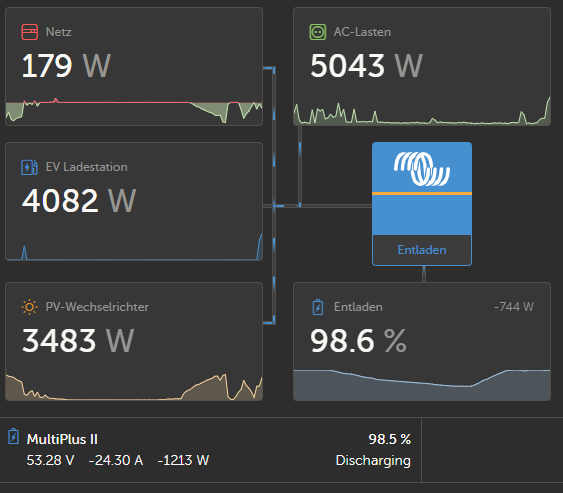 Netz
179 W
AC-Lasten
5043 W
EV Ladestation
4082 W
Entladen
PV-Wechselrichter
3483 W
Entladen -744 W
98.6 %
MultiPlus II 98.5 %
53.28 V -24.30 A -1213 W Discharging